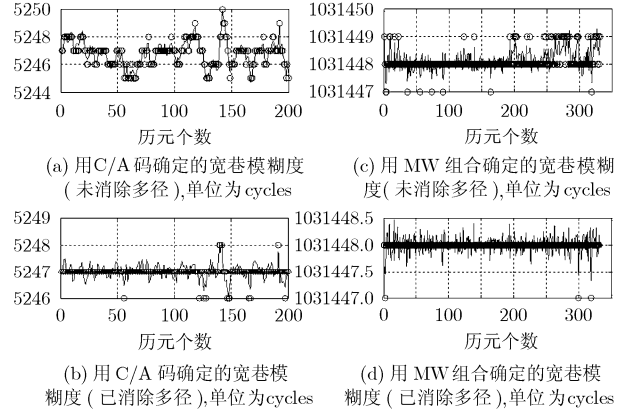 5250
5248
5246
5244
0 50 100 150 200
历元个数
(a) 用C/A 码确定的宽巷模糊度
(未消除多径),单位为cycles
1031450
1031449
1031448
1031447
0 100 200 300
历元个数
(c) 用 MW 组合确定的宽巷模糊
度(未消除多径),单位为cycles
5249
5248
5247
5246
0 50 100 150 200
历元个数
(b) 用 C/A 码确定的宽巷模
糊度(已消除多径),单位为cycles
1031448.5
1031448.0
1031447.5
1031447.0
0 100 200 300
历元个数
(d) 用 MW组合确定的宽巷模
糊度(已消除多径),单位为cycles